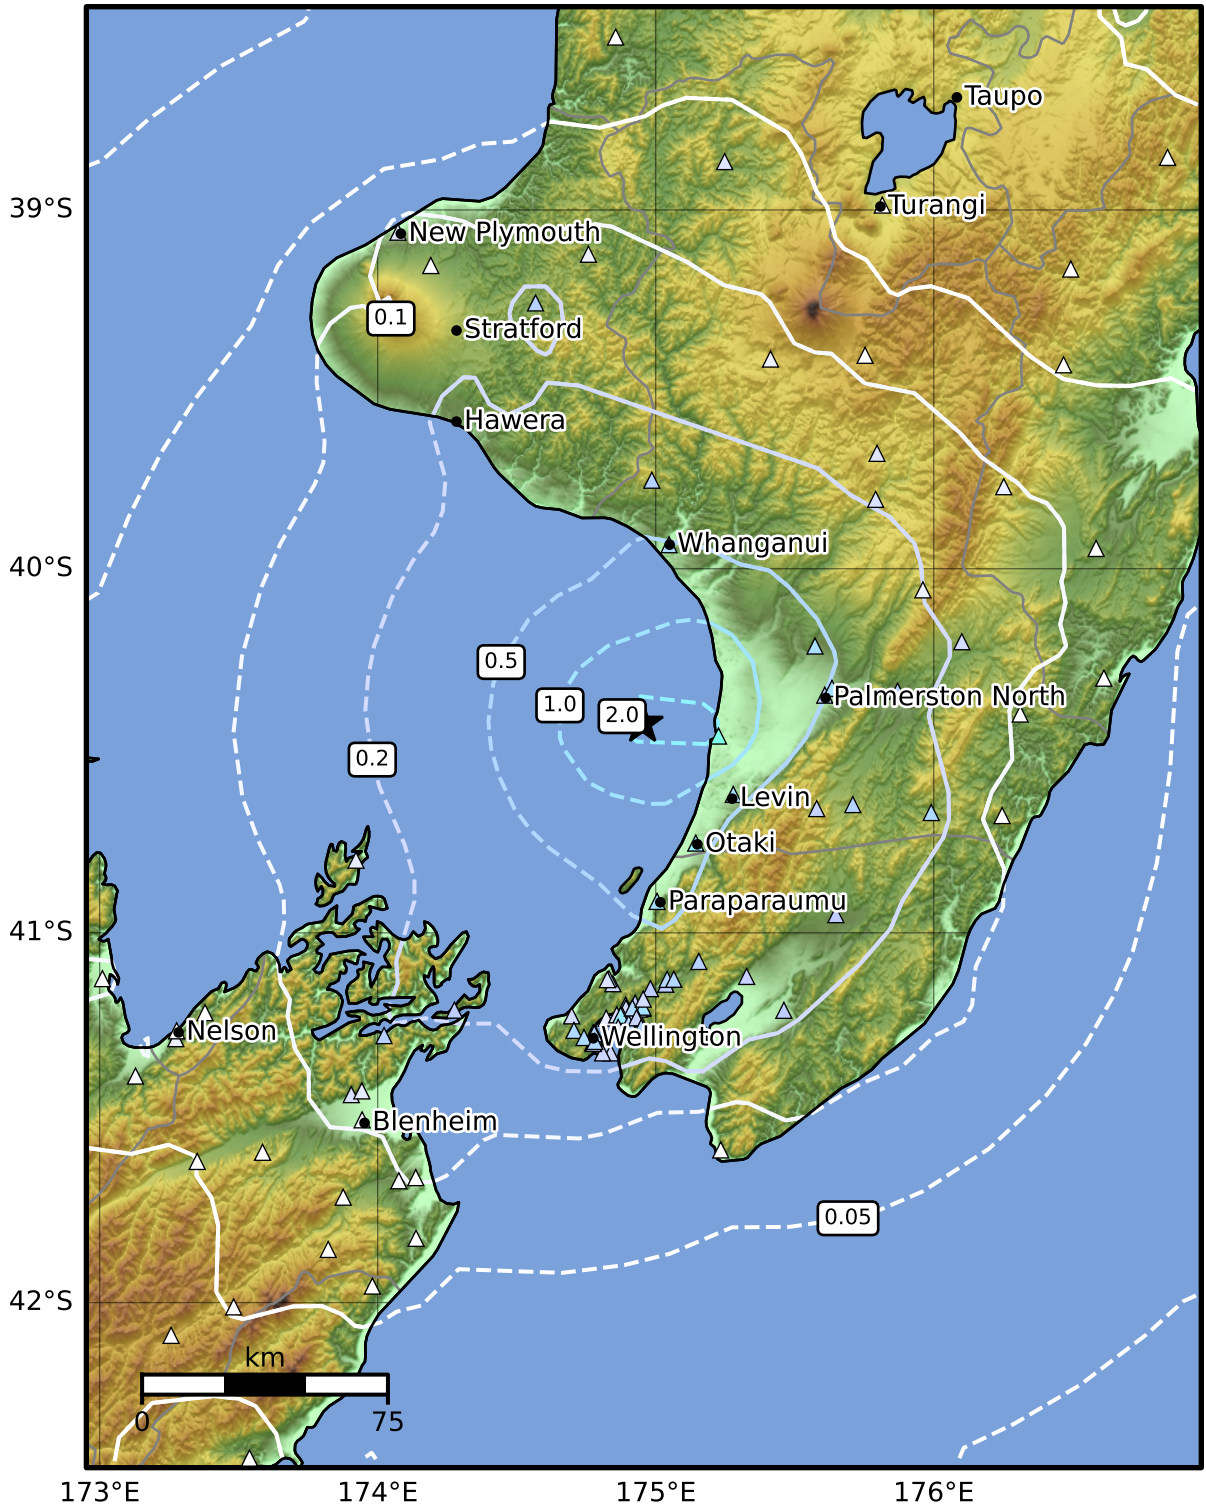 Taupo
39°S
Turangi
New Plymouth
0.1
Stratford
Hawera
Whanganui
40°S
0.5
Palmerston North
1.0
2.0
0.2
Levin
Otaki
Paraparaumu
41°S
Nelson
Wellington
Blenheim
0.05
42°S
km
0 75
173°E 174°E 175°E 176°E